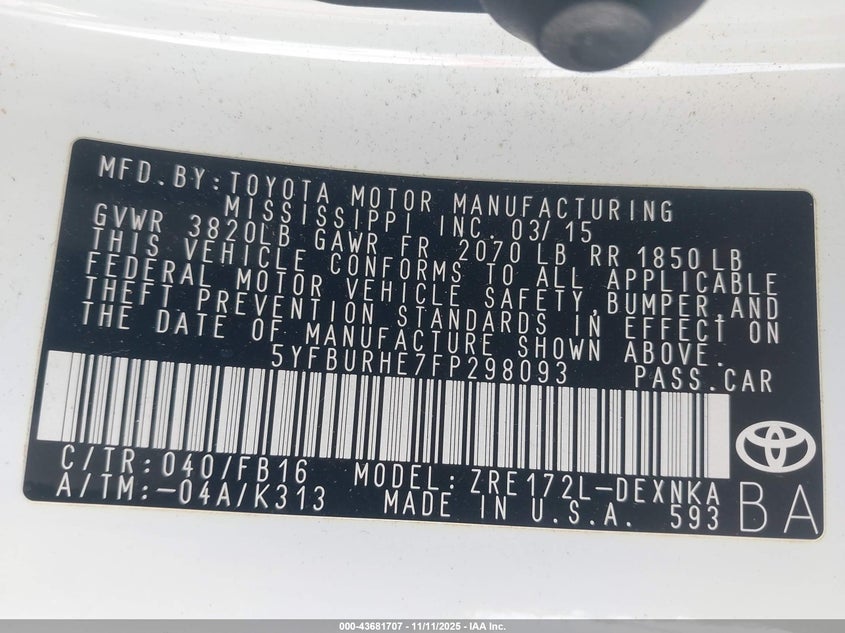 MFD.BY:TOYOTA MOTOR MANUFACTURING
MISSISSIPPI INC. 03/15
GVWR 3820LB GAWR FR 2070 LB RR 1850 LB
THIS VEHICLE CONFORMS TO ALL APPLICABLE
FEDERAL MOTOR VEHICLE SAFETY,BUMPER,AND
THEFT PREVENTION STANDARDS IN EFFECT ON
THE DATE OF MANUFACTURE SHOWN ABOVE.
5YFBURHE7FP298093 PASS.CAR
C/TR:040/FB16 MODEL:ZRE172L-DEXNKA
A/TM:-04A/K313 MADE IN U.S.A. 593
BA
000-43681707 - 11/11/2025 - IAA Inc.